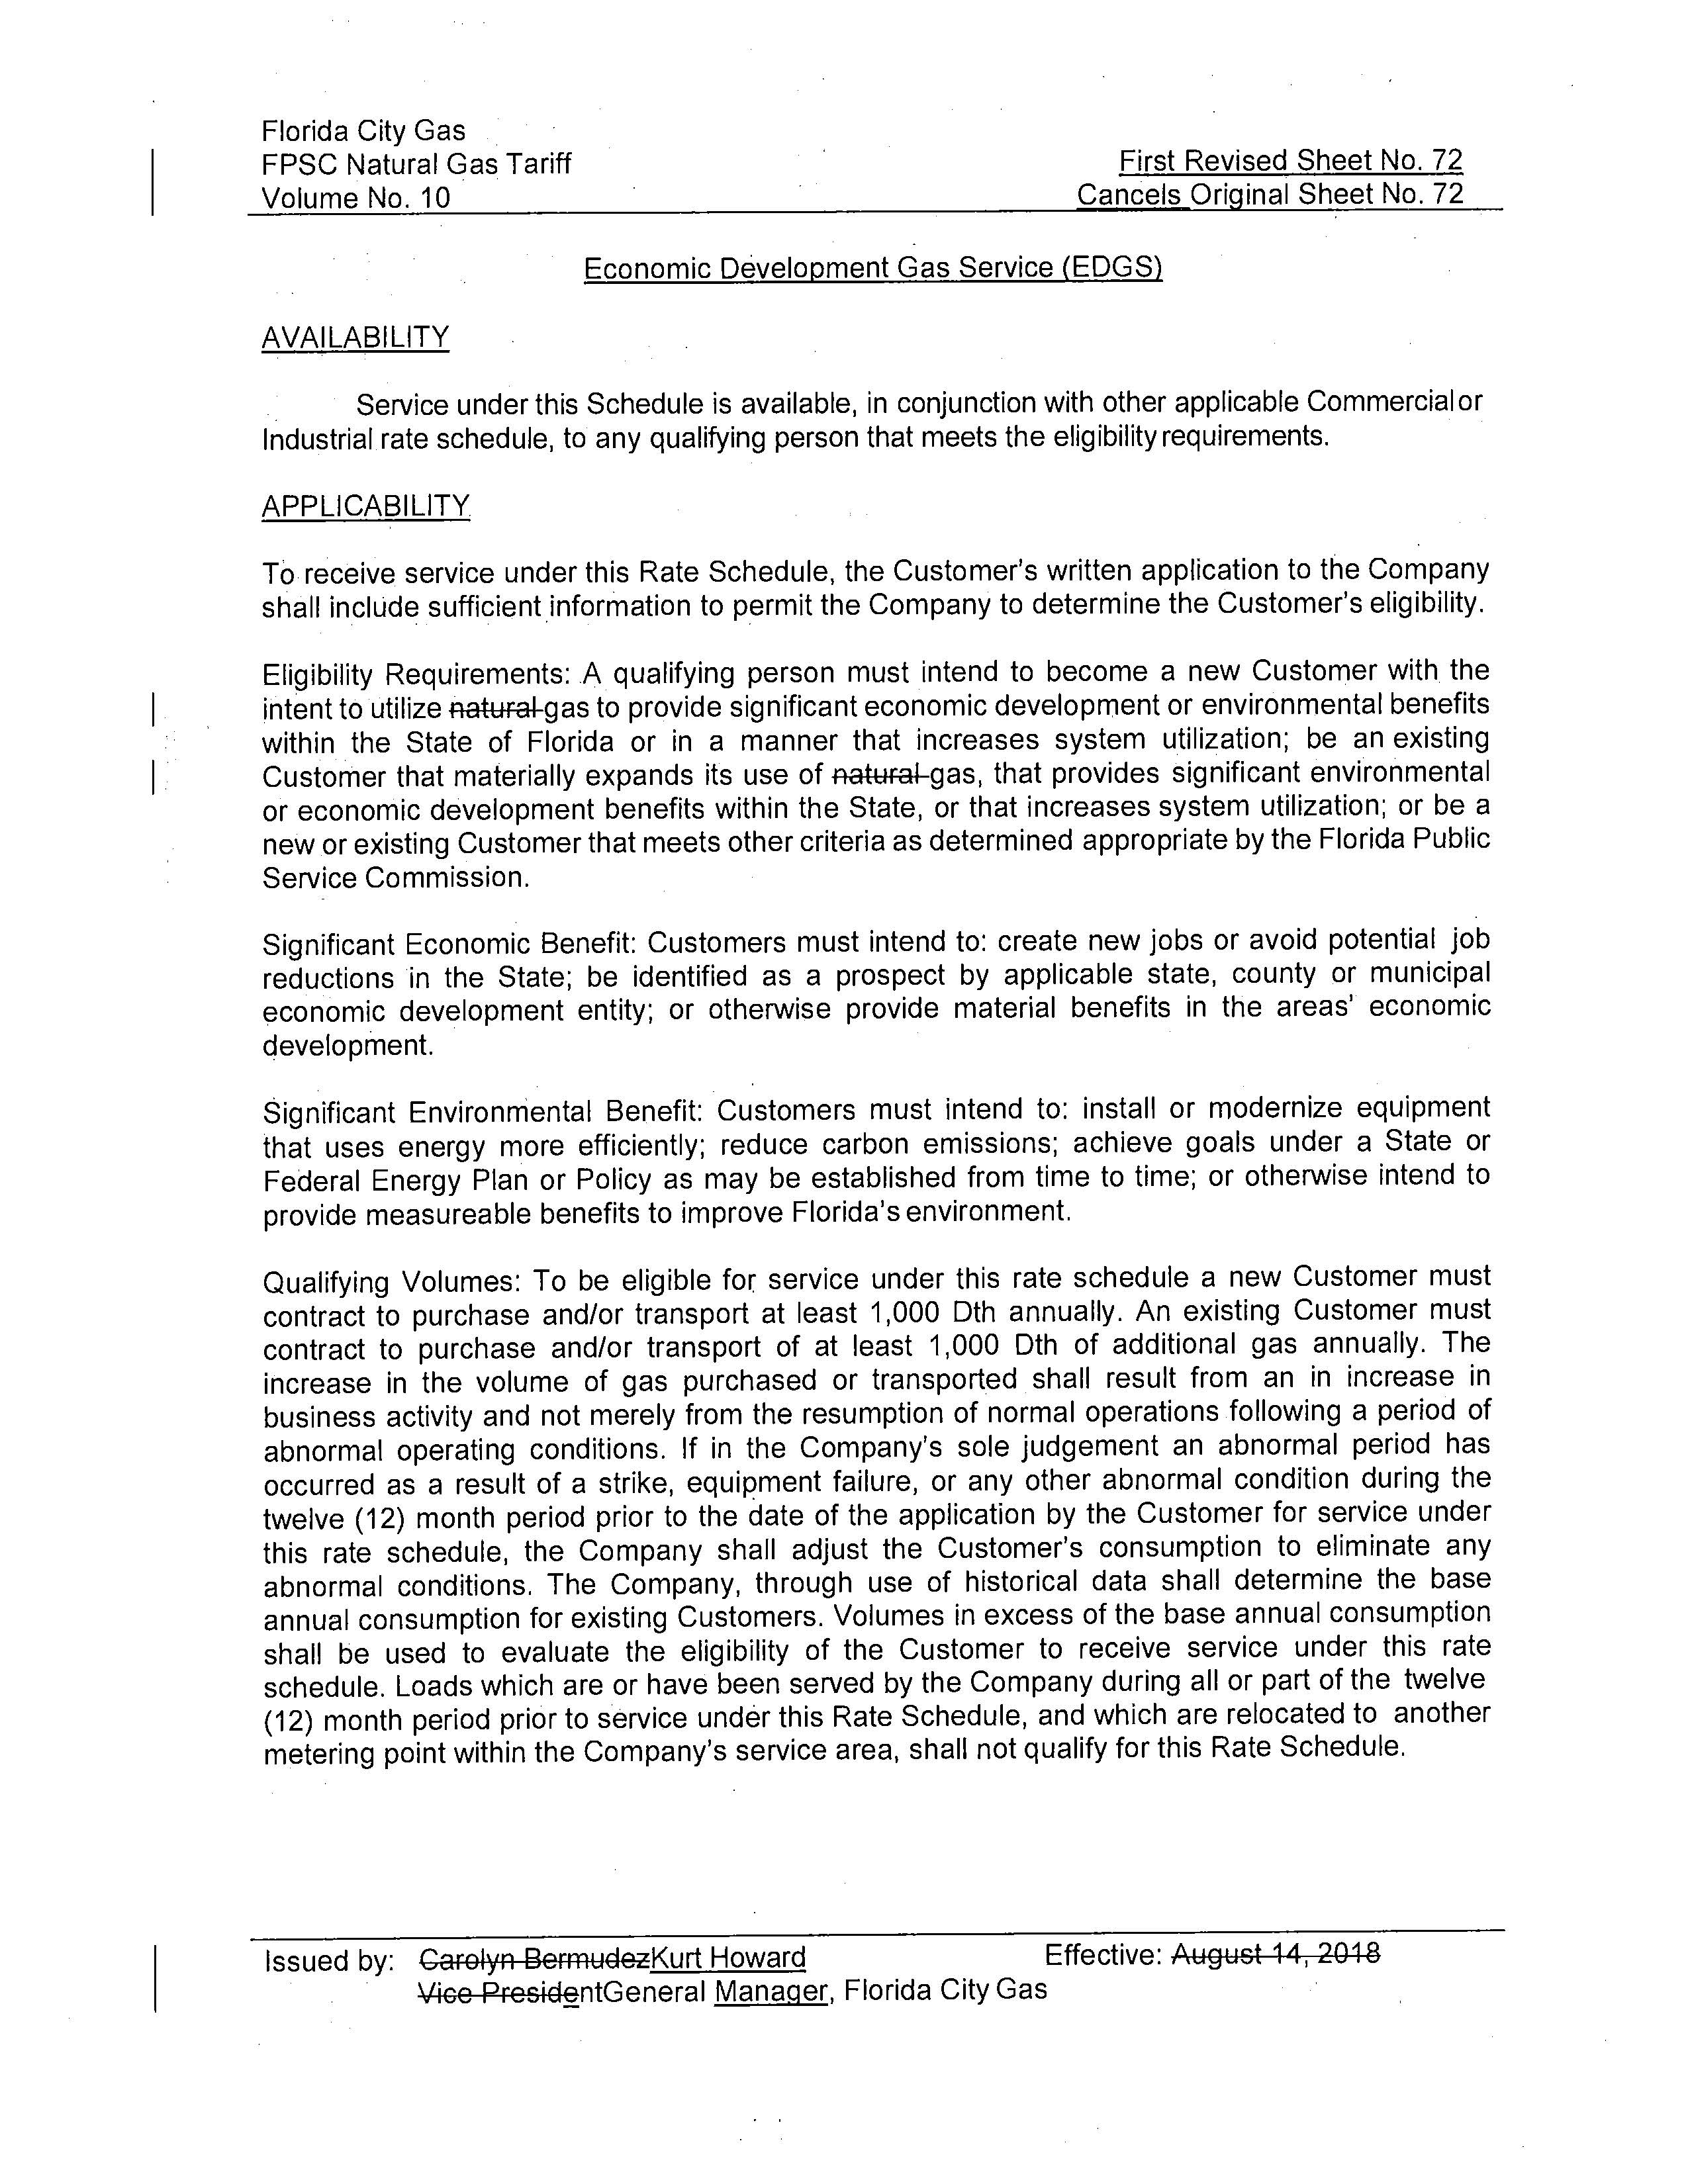 Florida City Gas
FPSC Natural Gas Tariff
First Revised Sheet No. 72
Volume No. 10
Cancels Original Sheet No. 72
Economic Development Gas Service (EDGS)
AVAILABILITY
Service under this Schedule is available, in conjunction with other applicable Commercial or
Industrial rate schedule, to any qualifying person that meets the eligibility requirements.
APPLICABILITY
To receive service under this Rate Schedule, the Customer's written application to the Company
shall include sufficient information to permit the Company to determine the Customer's eligibility.
Eligibility Requirements: A qualifying person must intend to become a new Customer with the
intent to utilize natural gas to provide significant economic development or environmental benefits
within the State of Florida or in a manner that increases system utilization; be an existing
Customer that materially expands its use of natural gas, that provides significant environmental
or economic development benefits within the State, or that increases system utilization; or be a
new or existing Customer that meets other criteria as determined appropriate by the Florida Public
Service Commission.
Significant Economic Benefit: Customers must intend to: create new jobs or avoid potential job
reductions in the State; be identified as a prospect by applicable state, county or municipal
economic development entity; or otherwise provide material benefits in the areas' economic
development.
Significant Environmental Benefit: Customers must intend to: install or modernize equipment
that uses energy more efficiently; reduce carbon emissions; achieve goals under a State or
Federal Energy Plan or Policy as may be established from time to time; or otherwise intend to
provide measureable benefits to improve Florida's environment.
Qualifying Volumes: To be eligible for service under this rate schedule a new Customer must
contract to purchase and/or transport at least 1,000 Dth annually. An existing Customer must
contract to purchase and/or transport of at least 1,000 Dth of additional gas annually. The
increase in the volume of gas purchased or transported shall result from an in increase in
business activity and not merely from the resumption of normal operations following a period of
abnormal operating conditions. If in the Company's sole judgement an abnormal period has
occurred as a result of a strike, equipment failure, or any other abnormal condition during the
twelve (12) month period prior to the date of the application by the Customer for service under
this rate schedule, the Company shall adjust the Customer's consumption to eliminate any
abnormal conditions. The Company, through use of historical data shall determine the base
annual consumption for existing Customers. Volumes in excess of the base annual consumption
shall be used to evaluate the eligibility of the Customer to receive service under this rate
schedule. Loads which are or have been served by the Company during all or part of the twelve
(12) month period prior to service under this Rate Schedule, and which are relocated to another
metering point within the Company's service area, shall not qualify for this Rate Schedule.
Issued by: Carolyn BermudezKurt Howard Effective: August 14, 2018
Vice PresidentGeneral Manager, Florida City Gas